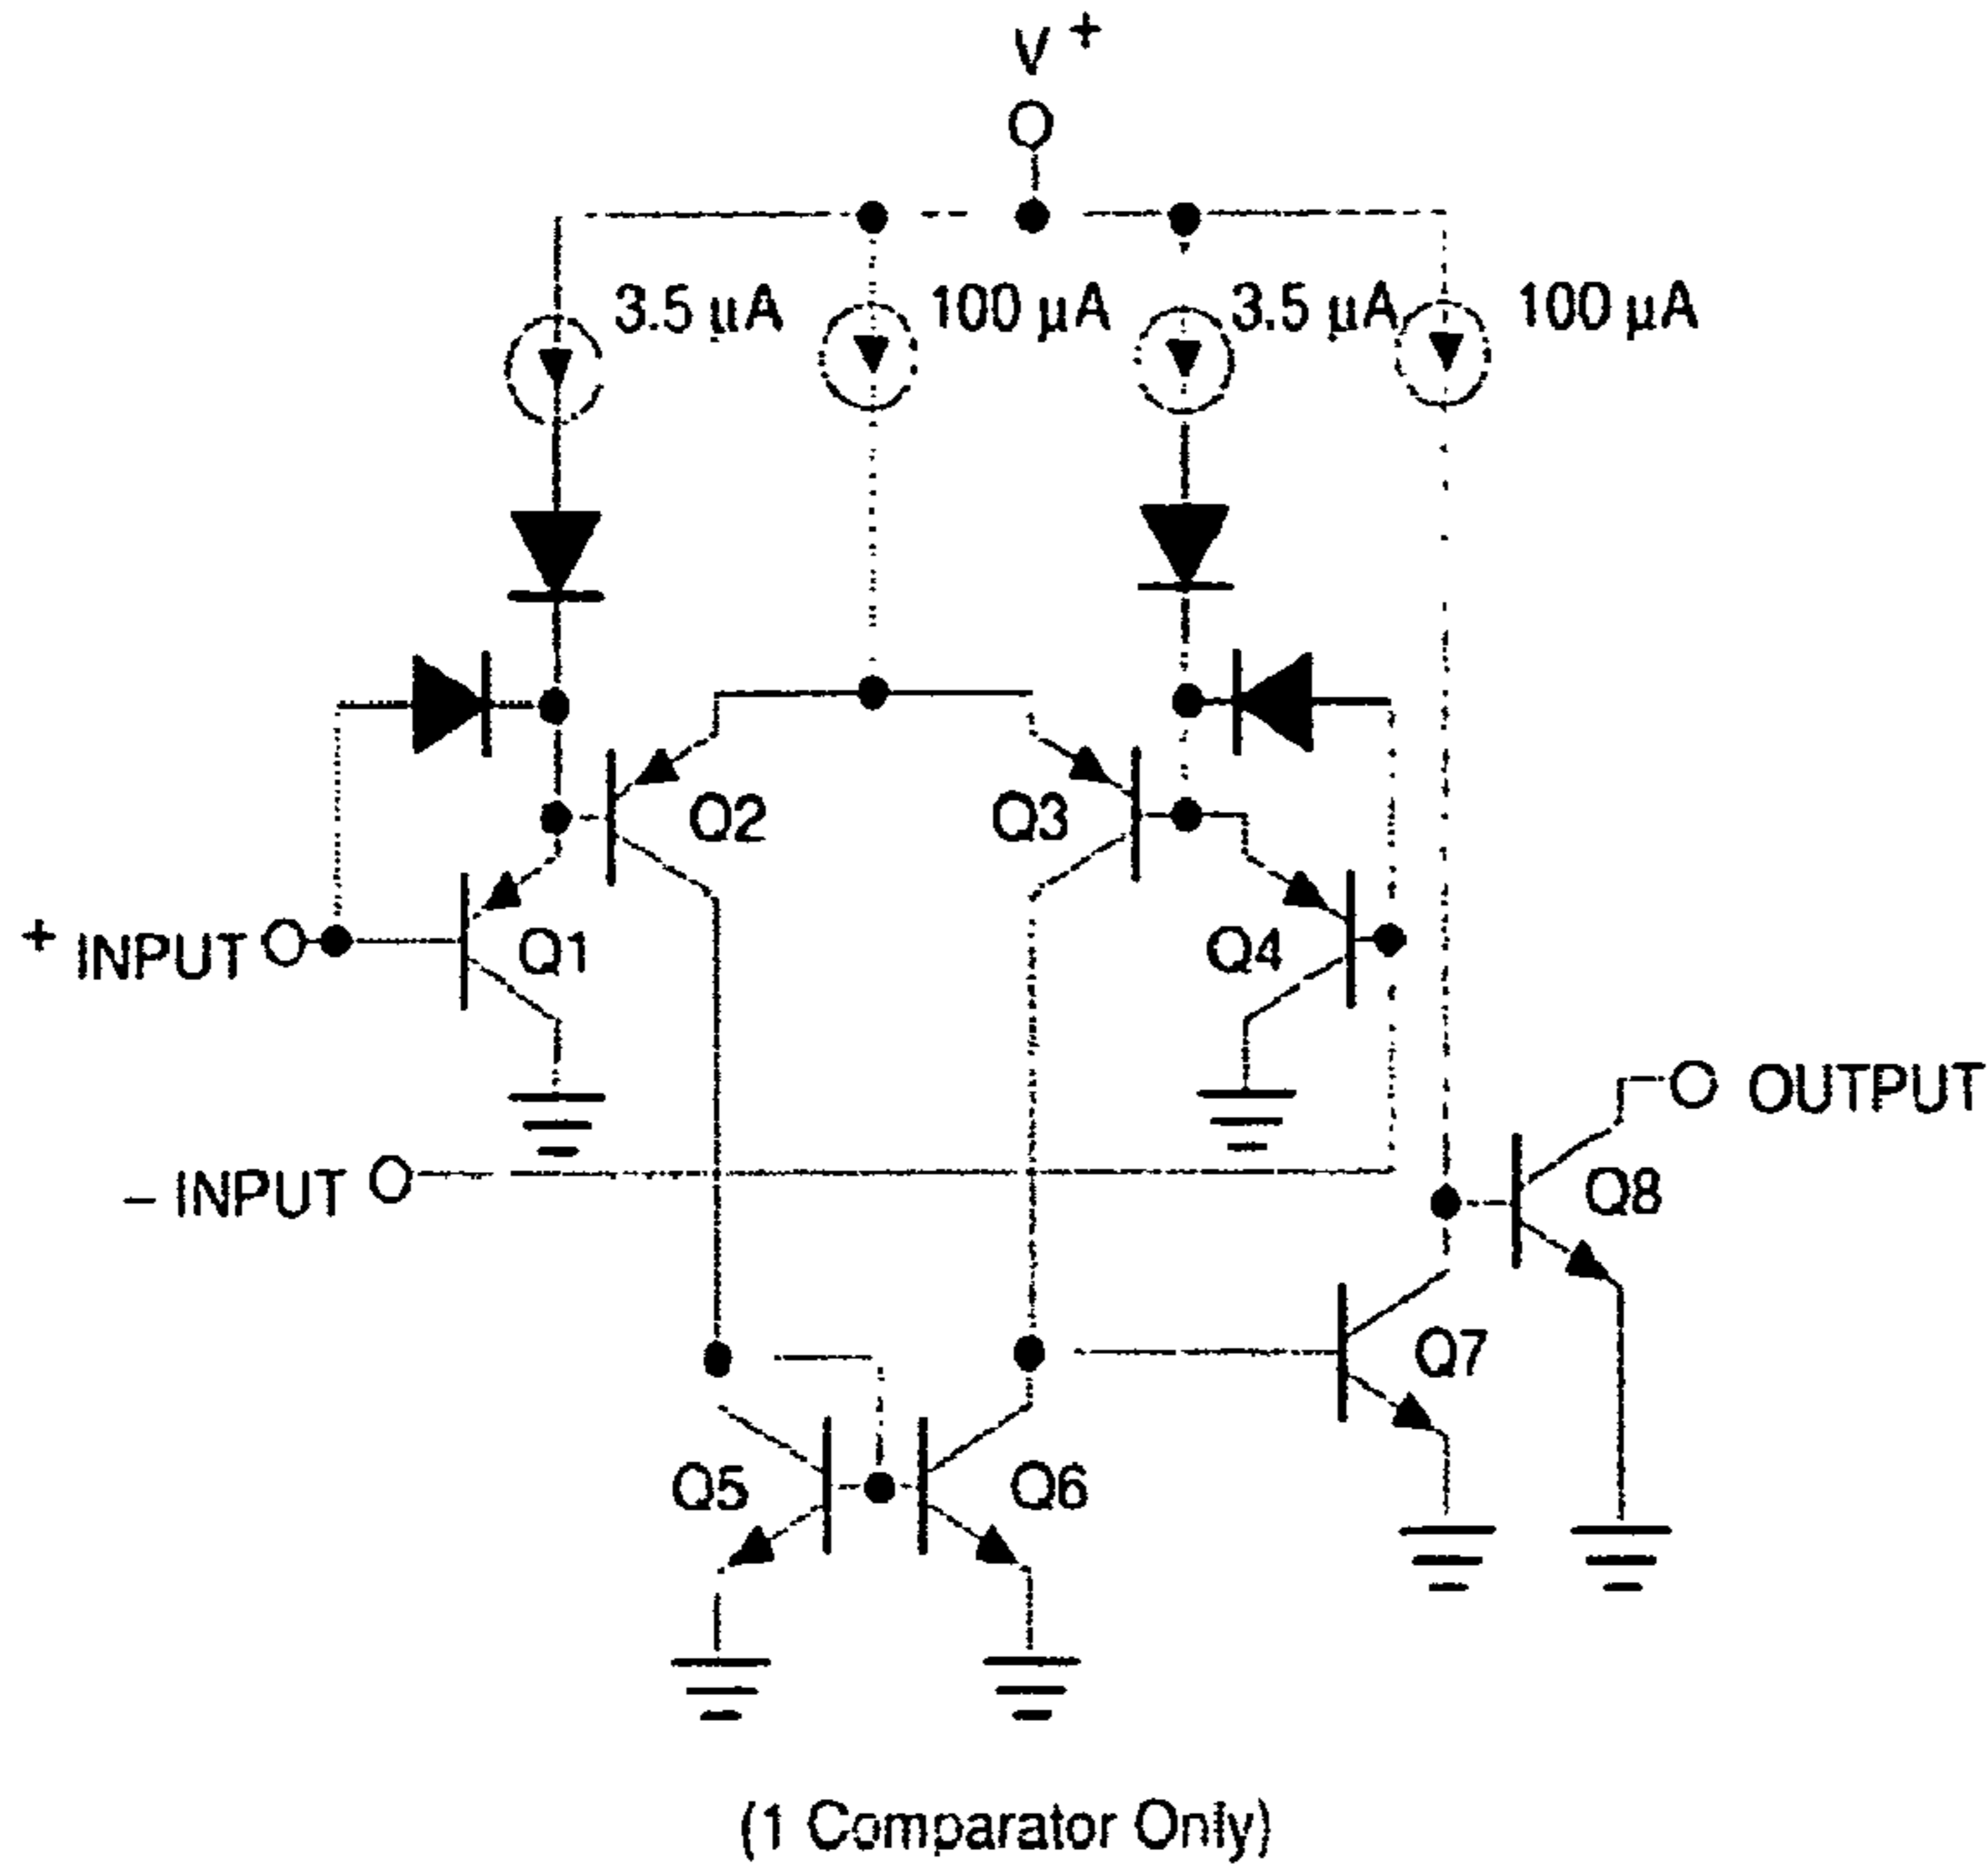 V+
3.5 µA
100 µA
3.5 µA
100 µA
Q2
Q3
+ INPUT
Q1
Q4
OUTPUT
– INPUT
Q8
Q7
Q5
Q6
(1 Comparator Only)